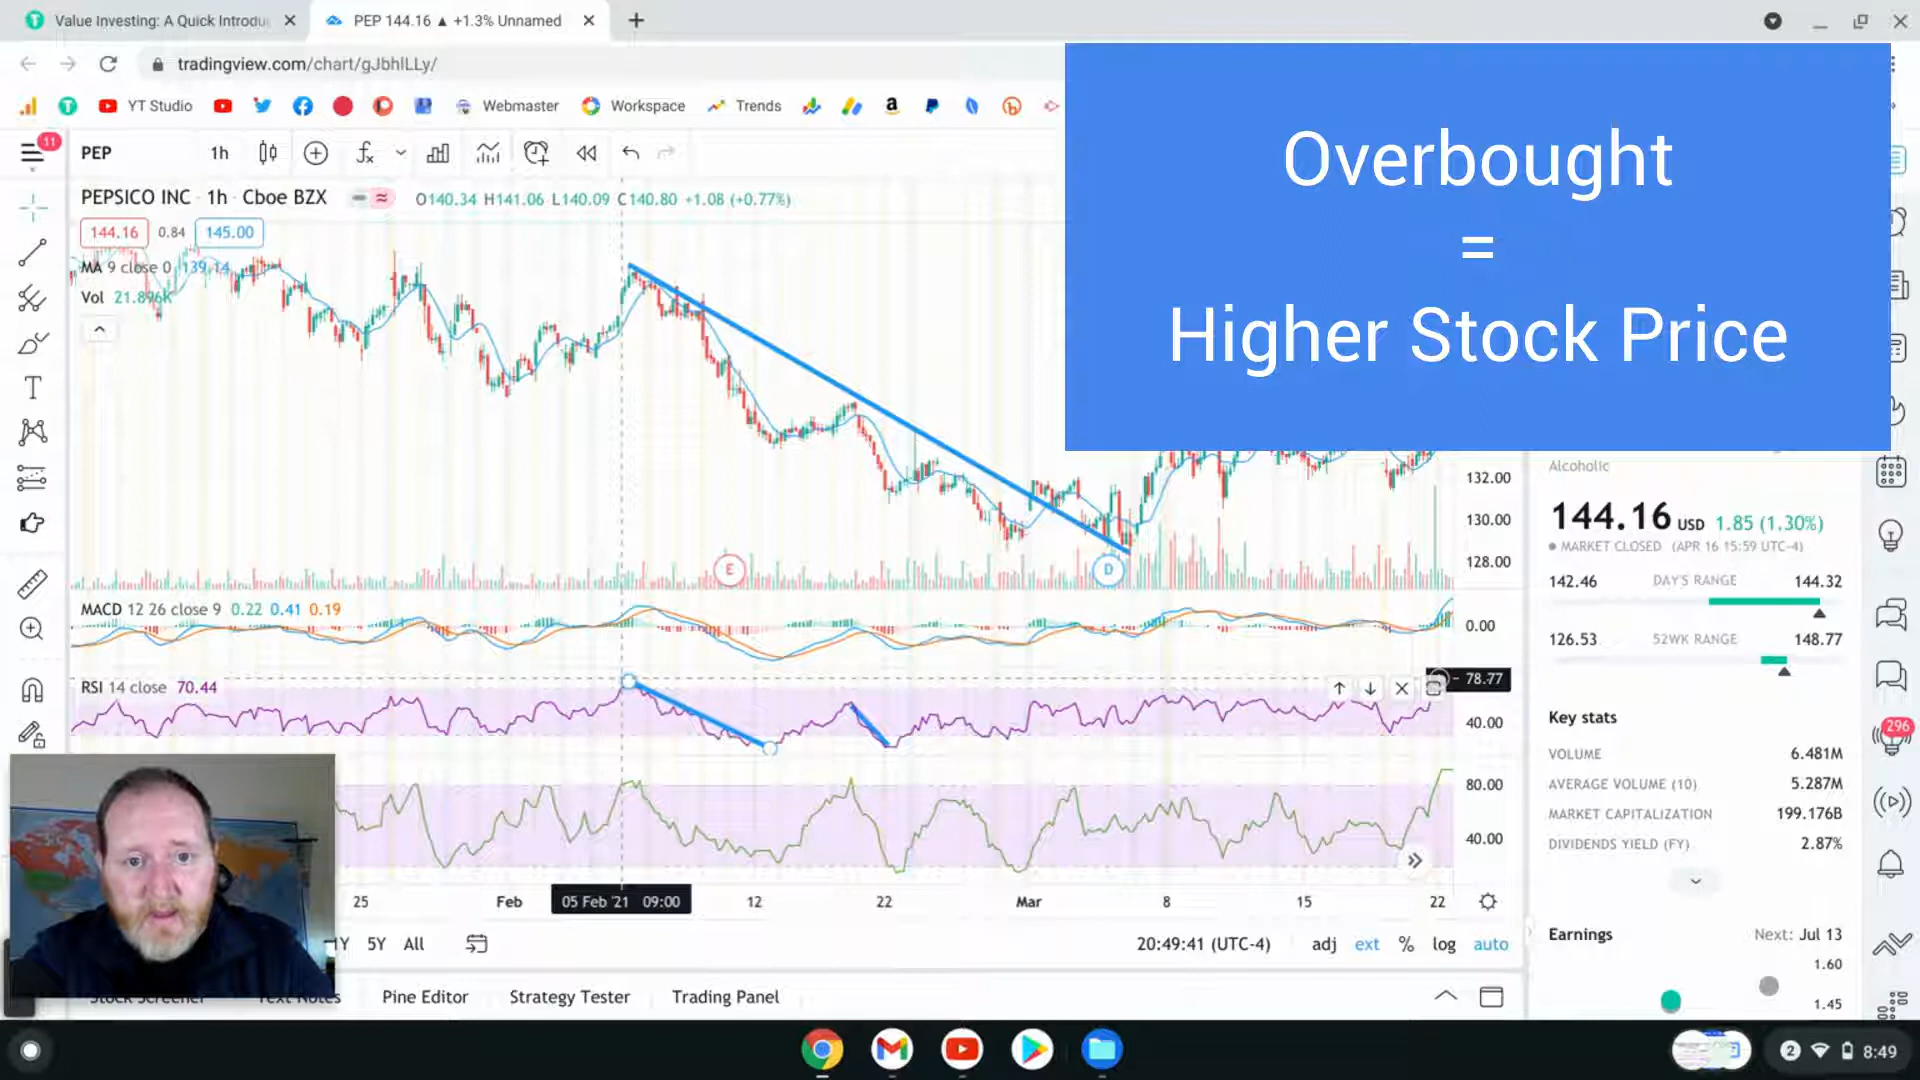 Value Investing: A Quick Introdu
PEP 144.16 ▲ +1.3% Unnamed
tradingview.com/chart/gJbhlLLy/
YT Studio
Webmaster
Workspace
Trends
Overbought
=
Higher Stock Price
11
PEP
1h
PEPSICO INC · 1h · Cboe BZX
O140.34 H141.06 L140.09 C140.80 +1.08 (+0.77%)
144.16
0.84
145.00
MA 9 close 0 139.14
Vol 21.896K
E
D
132.00
130.00
128.00
MACD 12 26 close 9 0.22 0.41 0.19
0.00
RSI 14 close 70.44
78.77
40.00
80.00
40.00
25
Feb
05 Feb '21 09:00
12
22
Mar
8
15
22
5Y
All
20:49:41 (UTC-4)
adj
ext
%
log
auto
Pine Editor
Strategy Tester
Trading Panel
Alcoholic
144.16 USD 1.85 (1.30%)
MARKET CLOSED (APR 16 15:59 UTC-4)
142.46 DAY'S RANGE 144.32
126.53 52WK RANGE 148.77
Key stats
VOLUME 6.481M
AVERAGE VOLUME (10) 5.287M
MARKET CAPITALIZATION 199.176B
DIVIDENDS YIELD (FY) 2.87%
Earnings
Next: Jul 13
1.60
1.45
296
2
8:49